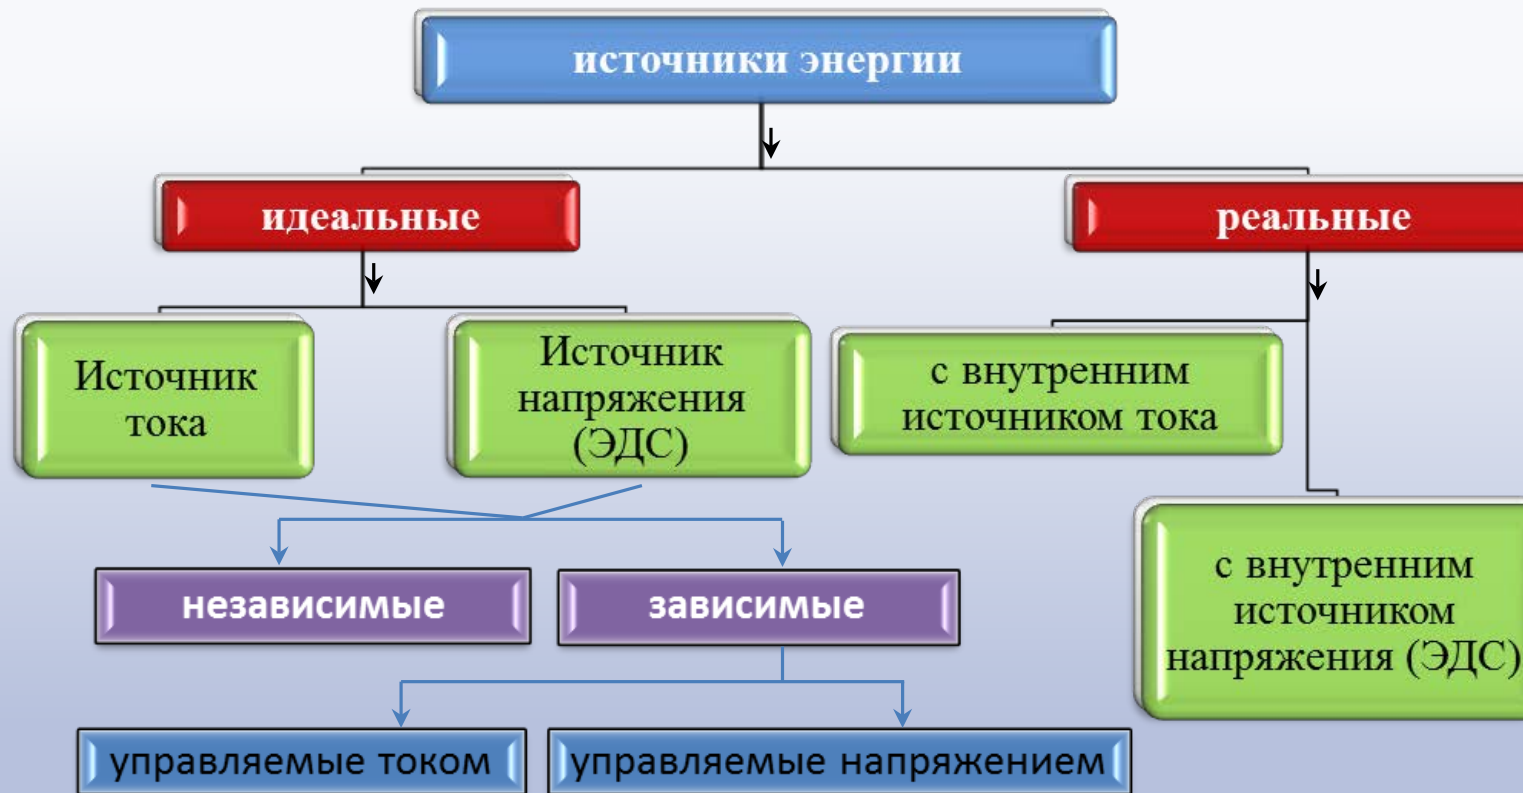 источники энергии
идеальные
реальные
Источник
тока
Источник
напряжения
(ЭДС)
с внутренним
источником тока
с внутренним
источником
напряжения (ЭДС)
независимые
зависимые
управляемые током
управляемые напряжением